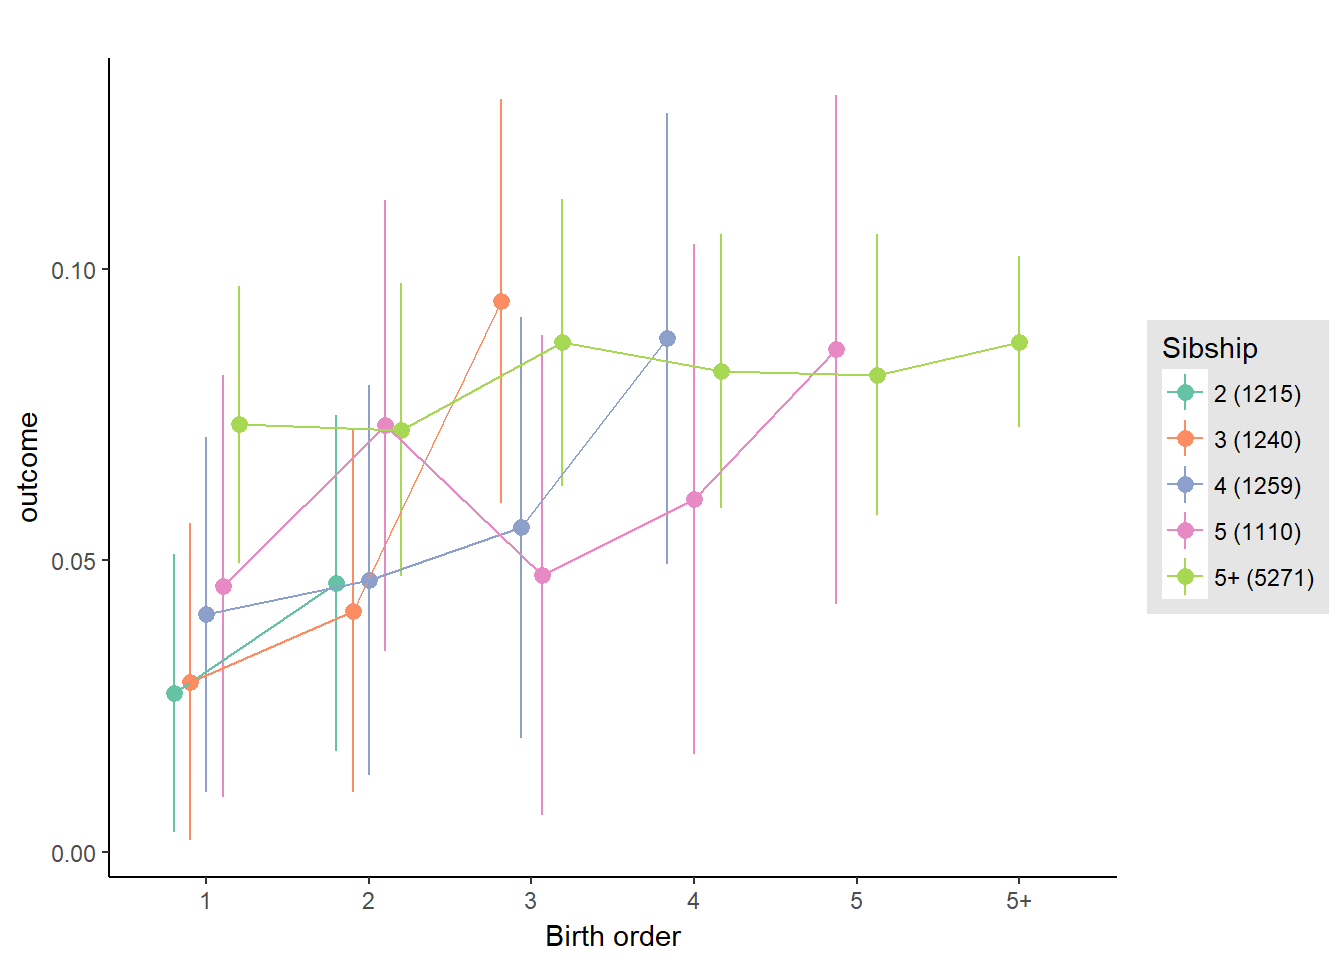 0.10
0.05
0.00
outcome
1 2 3 4 5 5+
Birth order
Sibship
2 (1215)
3 (1240)
4 (1259)
5 (1110)
5+ (5271)